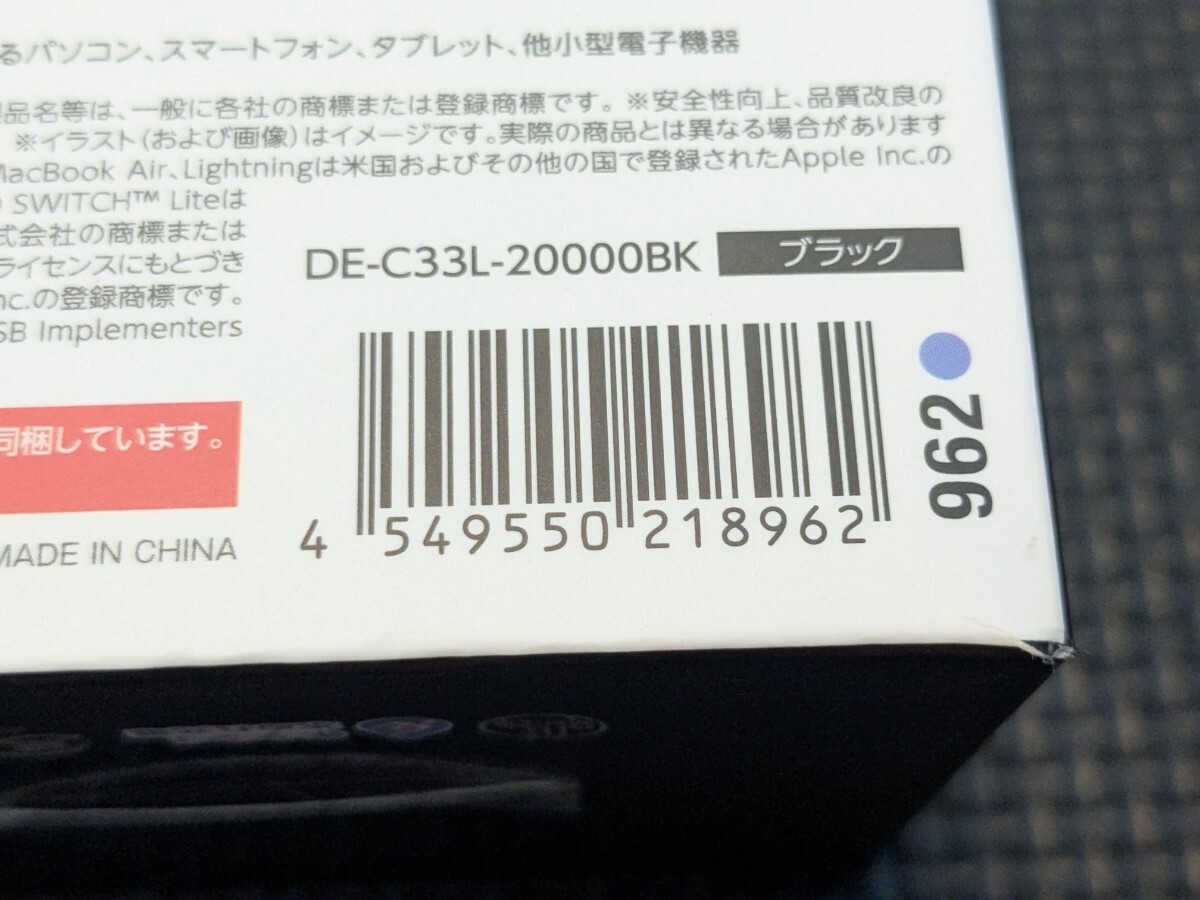 るパソコン、スマートフォン、タブレット、他小型電子機器
品名等は、一般に各社の商標または登録商標です。※安全性向上、品質改良の
※イラスト(および画像)はイメージです。実際の商品とは異なる場合があります
MacBook Air、Lightningは米国およびその他の国で登録されたApple Inc.の
SWITCH™ Liteは
式会社の商標または
ライセンスにもとづき
nc.の登録商標です。
SB Implementers
DE-C33L-20000BK ブラック
962
同梱しています。
MADE IN CHINA
4 549550 218962